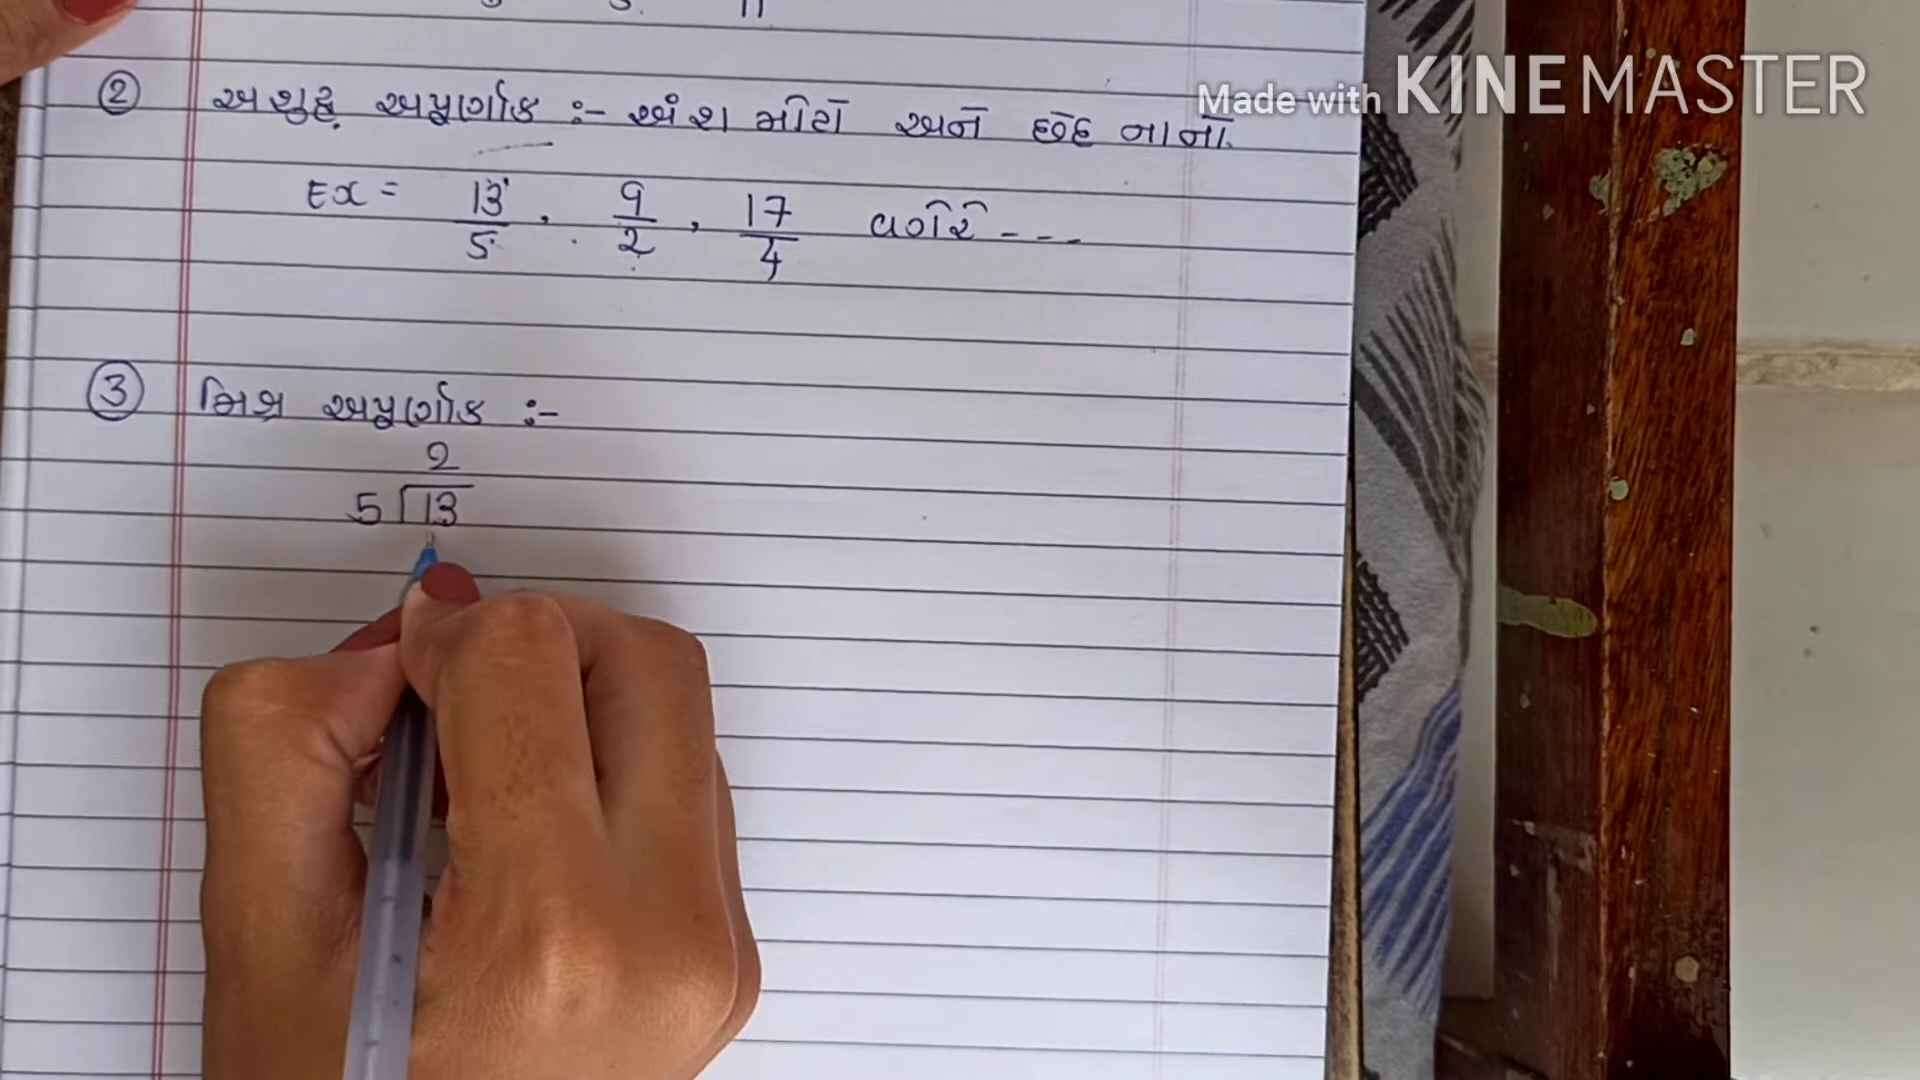 Made with KINEMASTER
② અશુદ્ધ અપૂર્ણાંક :- અંશ મોટો અને છેદ નાનો.
Ex = 13/5, 9/2, 17/4 વગેરે ---
③ મિશ્ર અપૂર્ણાંક :-
2
5 13